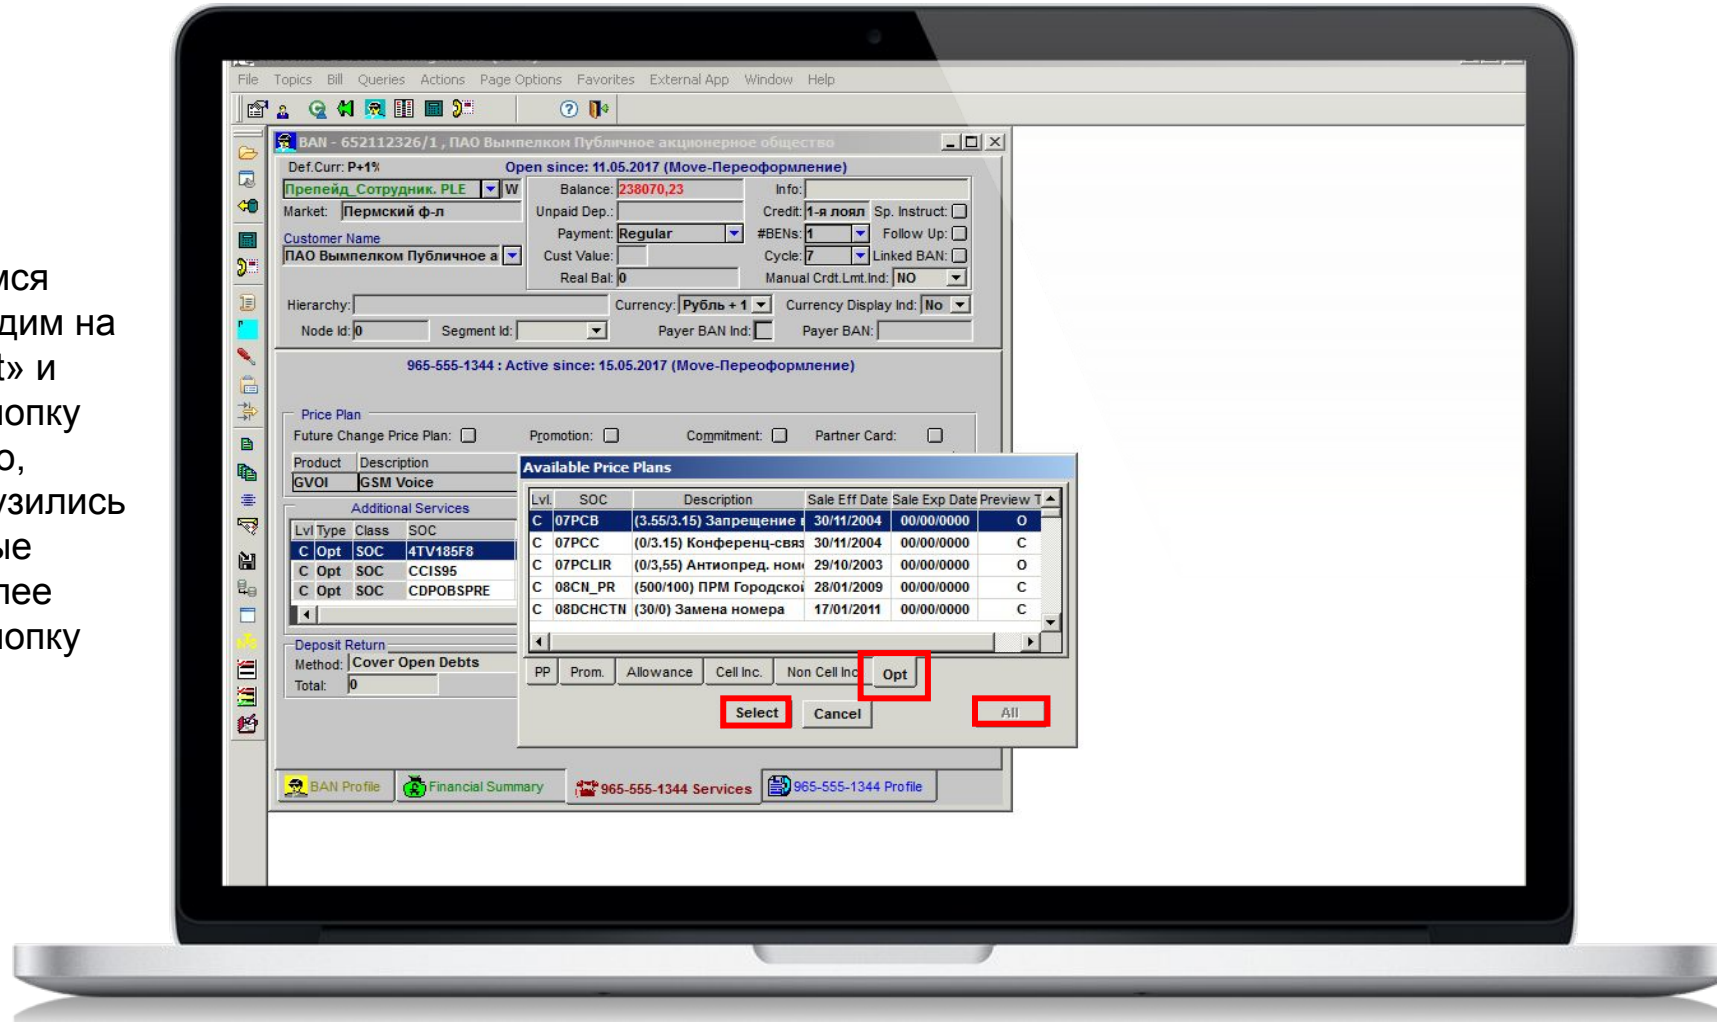 мся
дим на
t» и
нопку
о,
узились
ые
лее
нопку
File Topics Bill Queries Actions Page Options Favorites External App Window Help
BAN - 652112326/1 , ПАО Вымпелком Публичное акционерное общество
Def.Curr: P+1% Open since: 11.05.2017 (Move-Переоформление)
Препейд_Сотрудник. PLE W Balance: 238070,23 Info:
Market: Пермский ф-л Unpaid Dep.: Credit: 1-я лоял Sp. Instruct:
Customer Name Payment: Regular #BENs: 1 Follow Up:
ПАО Вымпелком Публичное а Cust Value: Cycle: 7 Linked BAN:
Real Bal: 0 Manual Crdt.Lmt.Ind: NO
Hierarchy: Currency: Рубль + 1 Currency Display Ind: No
Node Id: 0 Segment Id: Payer BAN Ind: Payer BAN:
965-555-1344 : Active since: 15.05.2017 (Move-Переоформление)
Price Plan
Future Change Price Plan: Promotion: Commitment: Partner Card:
Product Description
GVOI GSM Voice
Additional Services
Lvl Type Class SOC
C Opt SOC 4TV185F8
C Opt SOC CCIS95
C Opt SOC CDPOBSPRE
Deposit Return
Method: Cover Open Debts
Total: 0
Available Price Plans
Lvl. SOC Description Sale Eff Date Sale Exp Date Preview T
C 07PCB (3.55/3.15) Запрещение 30/11/2004 00/00/0000 O
C 07PCC (0/3.15) Конференц-связ 30/11/2004 00/00/0000 C
C 07PCLIR (0/3,55) Антиопред. ном 29/10/2003 00/00/0000 O
C 08CN_PR (500/100) ПРМ Городской 28/01/2009 00/00/0000 C
C 08DCHCTN (30/0) Замена номера 17/01/2011 00/00/0000 C
PP Prom. Allowance Cell Inc. Non Cell Inc Opt
Select Cancel All
BAN Profile Financial Summary 965-555-1344 Services 965-555-1344 Profile